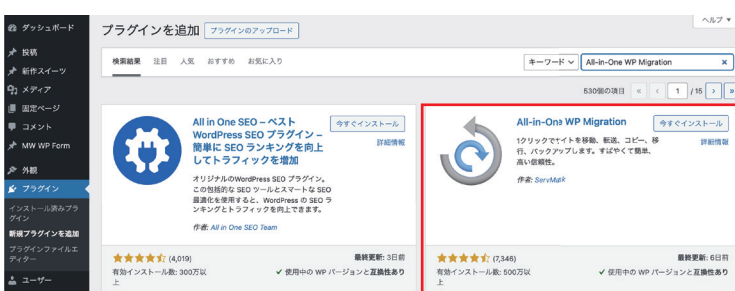 ダッシュボード
投稿
新作スイーツ
メディア
固定ページ
コメント
MW WP Form
外観
プラグイン
インストール済みプラ
グイン
新規プラグインを追加
プラグインファイルエ
ディター
ユーザー
プラグインを追加 プラグインのアップロード
ヘルプ ▼
検索結果 注目 人気 おすすめ お気に入り
キーワード All-in-One WP Migration ×
530個の項目 « ‹ 1 /15 › »
All in One SEO – ベスト
WordPress SEO プラグイン –
簡単に SEO ランキングを向上
してトラフィックを増加
今すぐインストール
詳細情報
オリジナルのWordPress SEO プラグイン。
この包括的な SEO ツールとスマートな SEO
最適化を使用すると、WordPress の SEO ラ
ンキングとトラフィックを向上できます。
作者: All in One SEO Team
(4,019)
有効インストール数: 300万以
上
最終更新: 3日前
✓ 使用中の WP バージョンと互換性あり
All-in-One WP Migration
今すぐインストール
詳細情報
1クリックでサイトを移動、転送、コピー、移
行、バックアップします。すばやくて簡単、
高い信頼性。
作者: ServMask
(7,346)
有効インストール数: 500万以
上
最終更新: 6日前
✓ 使用中の WP バージョンと互換性あり